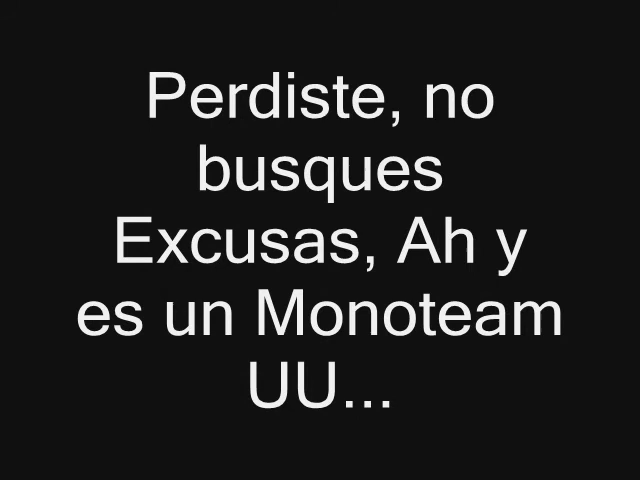 Perdiste, no
busques
Excusas, Ah y
es un Monoteam
UU...